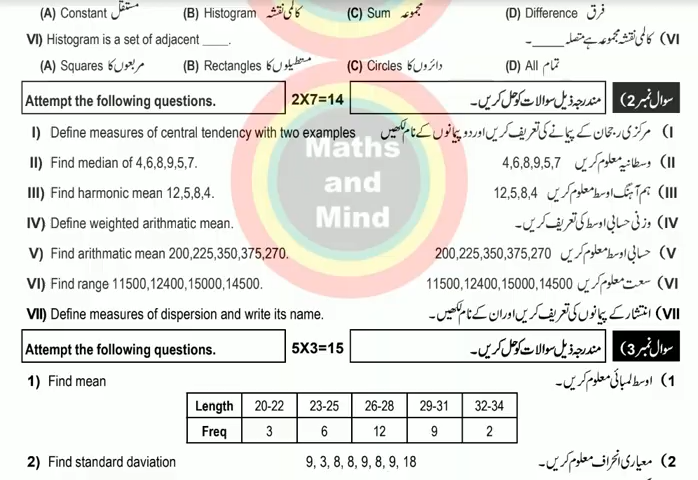 (A) Constant مستقل (B) Histogram کالمی نقشہ (C) Sum مجموعہ (D) Difference فرق
VI) Histogram is a set of adjacent ____. VI) کالمی نقشہ مجموعہ ہے متصلہ ____۔
(A) Squares مربعوں کا (B) Rectangles مستطیلوں کا (C) Circles دائروں کا (D) All تمام
Attempt the following questions. 2X7=14 مندرجہ ذیل سوالات کو حل کریں۔ سوال نمبر 2)
I) Define measures of central tendency with two examples I) مرکزی رجحان کے پیمانے کی تعریف کریں اور دو پیمانوں کے نام لکھیں
II) Find median of 4,6,8,9,5,7. II) وسطانیہ معلوم کریں 4,6,8,9,5,7
III) Find harmonic mean 12,5,8,4. III) ہم آہنگ اوسط معلوم کریں 12,5,8,4
IV) Define weighted arithmatic mean. IV) وزنی حسابی اوسط کی تعریف کریں۔
V) Find arithmatic mean 200,225,350,375,270. V) حسابی اوسط معلوم کریں 200,225,350,375,270
VI) Find range 11500,12400,15000,14500. VI) سعت معلوم کریں 11500,12400,15000,14500
VII) Define measures of dispersion and write its name. VII) انتشار کے پیمانوں کی تعریف کریں اور ان کے نام لکھیں۔
Maths
and
Mind
Attempt the following questions. 5X3=15 مندرجہ ذیل سوالات کو حل کریں۔ سوال نمبر 3)
1) Find mean 1) اوسط لمبائی معلوم کریں۔
Length 20-22 23-25 26-28 29-31 32-34
Freq 3 6 12 9 2
2) Find standard daviation 9, 3, 8, 8, 9, 8, 9, 18 2) معیاری انحراف معلوم کریں۔